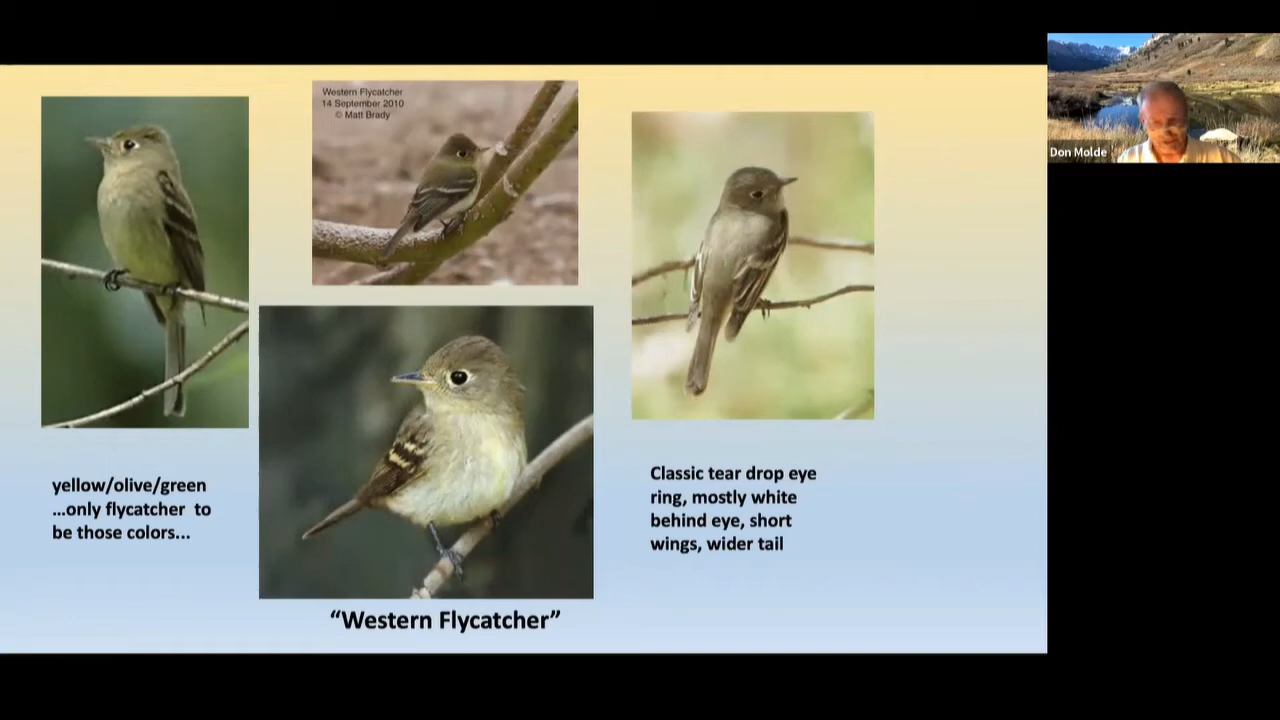 Western Flycatcher
14 September 2010
© Matt Brady
Don Molde
yellow/olive/green
...only flycatcher to
be those colors...
Classic tear drop eye
ring, mostly white
behind eye, short
wings, wider tail
“Western Flycatcher”